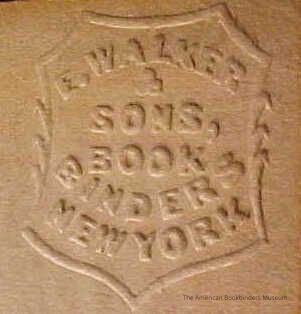 E. WALKER
&
SONS,
BOOK
BINDERS
NEW YORK
The American Bookbinders Museum